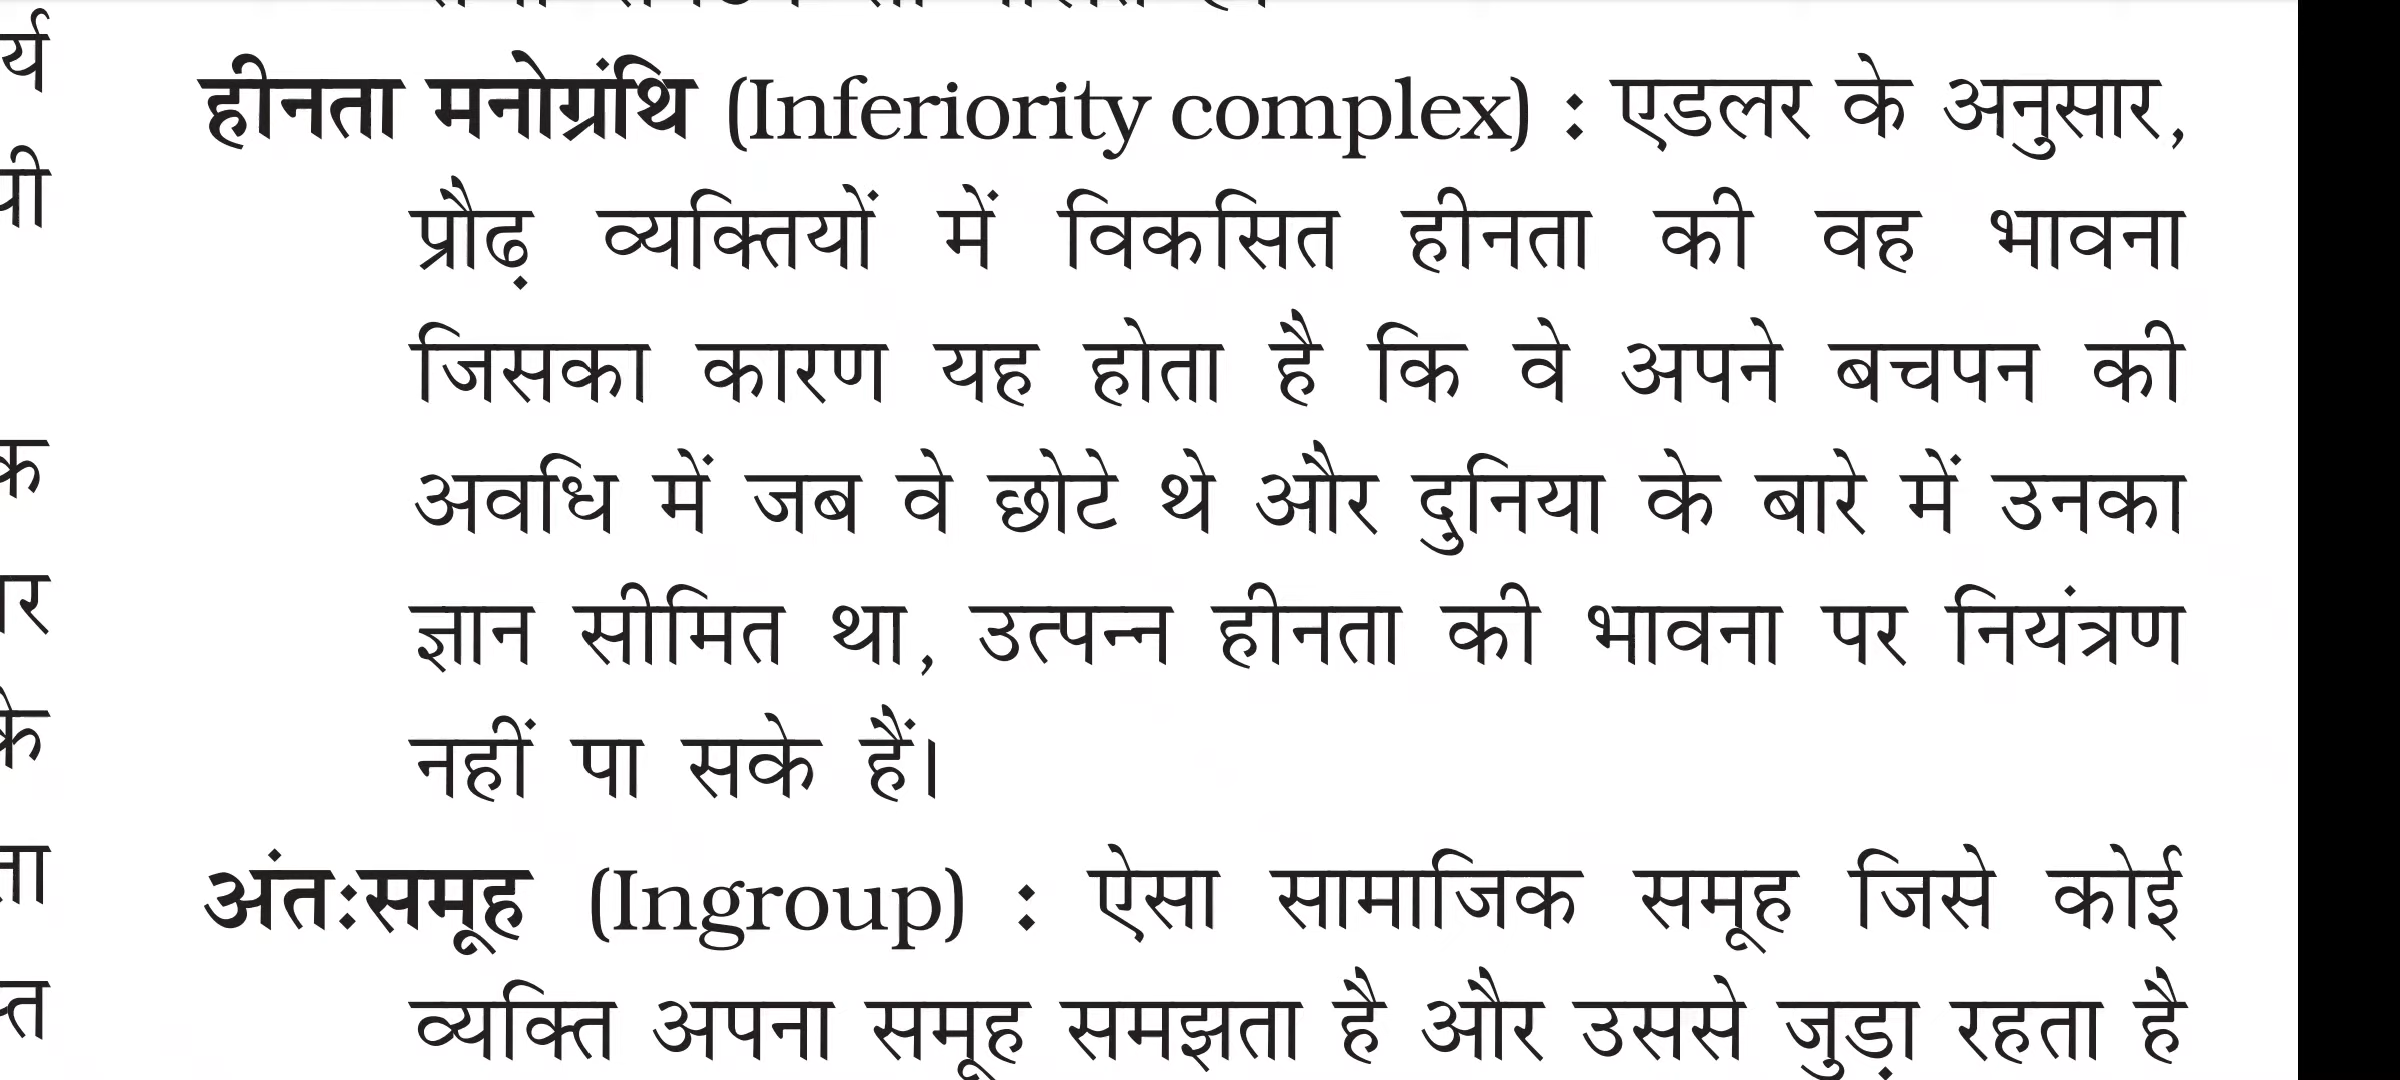 र्य
हीनता मनोग्रंथि (Inferiority complex) : एडलर के अनुसार,
प्रौढ़ व्यक्तियों में विकसित हीनता की वह भावना
जिसका कारण यह होता है कि वे अपने बचपन की
अवधि में जब वे छोटे थे और दुनिया के बारे में उनका
ज्ञान सीमित था, उत्पन्न हीनता की भावना पर नियंत्रण
नहीं पा सके हैं।
अंतःसमूह (Ingroup) : ऐसा सामाजिक समूह जिसे कोई
व्यक्ति अपना समूह समझता है और उससे जुड़ा रहता है